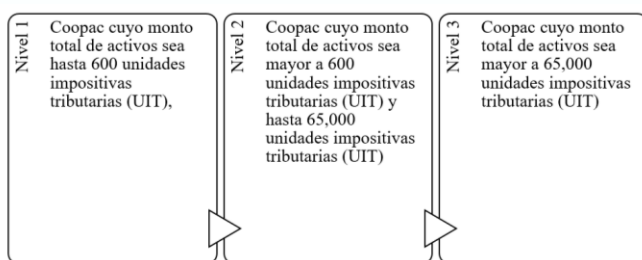 Nivel 1
Coopac cuyo monto
total de activos sea
hasta 600 unidades
impositivas
tributarias (UIT),
Nivel 2
Coopac cuyo monto
total de activos sea
mayor a 600
unidades impositivas
tributarias (UIT) y
hasta 65,000
unidades impositivas
tributarias (UIT)
Nivel 3
Coopac cuyo monto
total de activos sea
mayor a 65,000
unidades impositivas
tributarias (UIT)